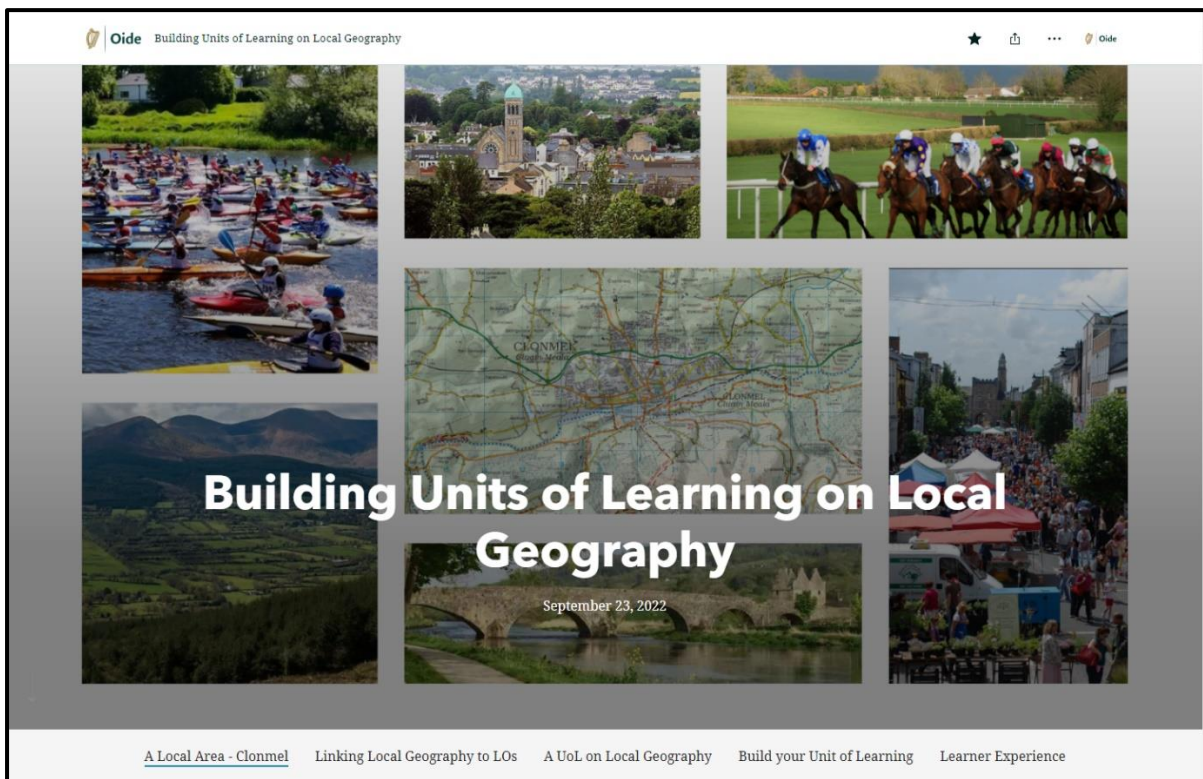 Oide Building Units of Learning on Local Geography
Oide
CLONMEL
Cluain Meala
CLONMEL
Cluain Meala
Building Units of Learning on Local
Geography
September 23, 2022
A Local Area - Clonmel Linking Local Geography to LOs A UoL on Local Geography Build your Unit of Learning Learner Experience